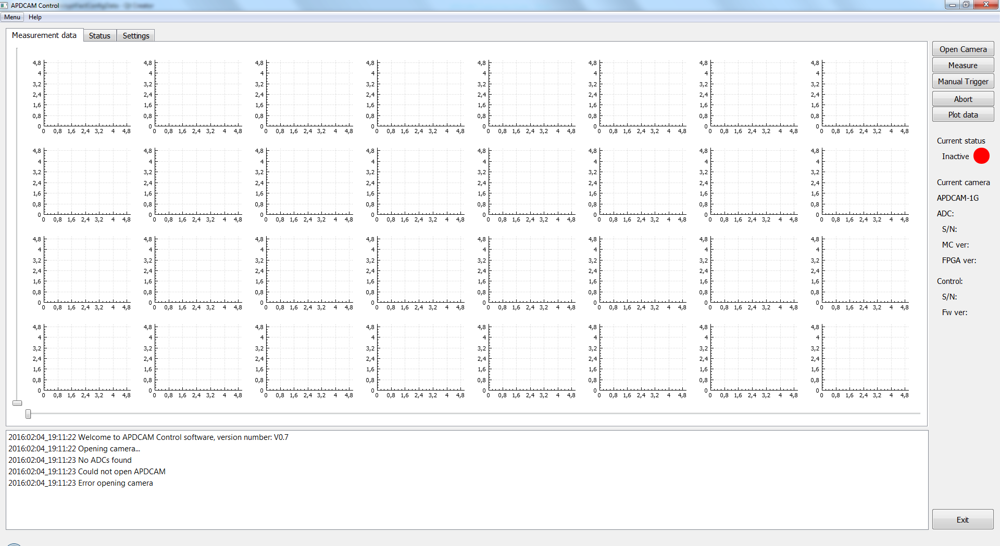 APDCAM Control
Menu Help
Measurement data Status Settings
4,8 4,8 4,8 4,8 4,8 4,8 4,8 4,8
4 4 4 4 4 4 4 4
3,2 3,2 3,2 3,2 3,2 3,2 3,2 3,2
2,4 2,4 2,4 2,4 2,4 2,4 2,4 2,4
1,6 1,6 1,6 1,6 1,6 1,6 1,6 1,6
0,8 0,8 0,8 0,8 0,8 0,8 0,8 0,8
0 0 0 0 0 0 0 0
0 0,8 1,6 2,4 3,2 4 4,8 0 0,8 1,6 2,4 3,2 4 4,8 0 0,8 1,6 2,4 3,2 4 4,8 0 0,8 1,6 2,4 3,2 4 4,8 0 0,8 1,6 2,4 3,2 4 4,8 0 0,8 1,6 2,4 3,2 4 4,8 0 0,8 1,6 2,4 3,2 4 4,8 0 0,8 1,6 2,4 3,2 4 4,8
4,8 4,8 4,8 4,8 4,8 4,8 4,8 4,8
4 4 4 4 4 4 4 4
3,2 3,2 3,2 3,2 3,2 3,2 3,2 3,2
2,4 2,4 2,4 2,4 2,4 2,4 2,4 2,4
1,6 1,6 1,6 1,6 1,6 1,6 1,6 1,6
0,8 0,8 0,8 0,8 0,8 0,8 0,8 0,8
0 0 0 0 0 0 0 0
0 0,8 1,6 2,4 3,2 4 4,8 0 0,8 1,6 2,4 3,2 4 4,8 0 0,8 1,6 2,4 3,2 4 4,8 0 0,8 1,6 2,4 3,2 4 4,8 0 0,8 1,6 2,4 3,2 4 4,8 0 0,8 1,6 2,4 3,2 4 4,8 0 0,8 1,6 2,4 3,2 4 4,8 0 0,8 1,6 2,4 3,2 4 4,8
4,8 4,8 4,8 4,8 4,8 4,8 4,8 4,8
4 4 4 4 4 4 4 4
3,2 3,2 3,2 3,2 3,2 3,2 3,2 3,2
2,4 2,4 2,4 2,4 2,4 2,4 2,4 2,4
1,6 1,6 1,6 1,6 1,6 1,6 1,6 1,6
0,8 0,8 0,8 0,8 0,8 0,8 0,8 0,8
0 0 0 0 0 0 0 0
0 0,8 1,6 2,4 3,2 4 4,8 0 0,8 1,6 2,4 3,2 4 4,8 0 0,8 1,6 2,4 3,2 4 4,8 0 0,8 1,6 2,4 3,2 4 4,8 0 0,8 1,6 2,4 3,2 4 4,8 0 0,8 1,6 2,4 3,2 4 4,8 0 0,8 1,6 2,4 3,2 4 4,8 0 0,8 1,6 2,4 3,2 4 4,8
4,8 4,8 4,8 4,8 4,8 4,8 4,8 4,8
4 4 4 4 4 4 4 4
3,2 3,2 3,2 3,2 3,2 3,2 3,2 3,2
2,4 2,4 2,4 2,4 2,4 2,4 2,4 2,4
1,6 1,6 1,6 1,6 1,6 1,6 1,6 1,6
0,8 0,8 0,8 0,8 0,8 0,8 0,8 0,8
0 0 0 0 0 0 0 0
0 0,8 1,6 2,4 3,2 4 4,8 0 0,8 1,6 2,4 3,2 4 4,8 0 0,8 1,6 2,4 3,2 4 4,8 0 0,8 1,6 2,4 3,2 4 4,8 0 0,8 1,6 2,4 3,2 4 4,8 0 0,8 1,6 2,4 3,2 4 4,8 0 0,8 1,6 2,4 3,2 4 4,8 0 0,8 1,6 2,4 3,2 4 4,8
Open Camera
Measure
Manual Trigger
Abort
Plot data
Current status
Inactive
Current camera
APDCAM-1G
ADC:
S/N:
MC ver:
FPGA ver:
Control:
S/N:
Fw ver:
2016:02:04_19:11:22 Welcome to APDCAM Control software, version number: V0.7
2016:02:04_19:11:22 Opening camera...
2016:02:04_19:11:23 No ADCs found
2016:02:04_19:11:23 Could not open APDCAM
2016:02:04_19:11:23 Error opening camera
Exit